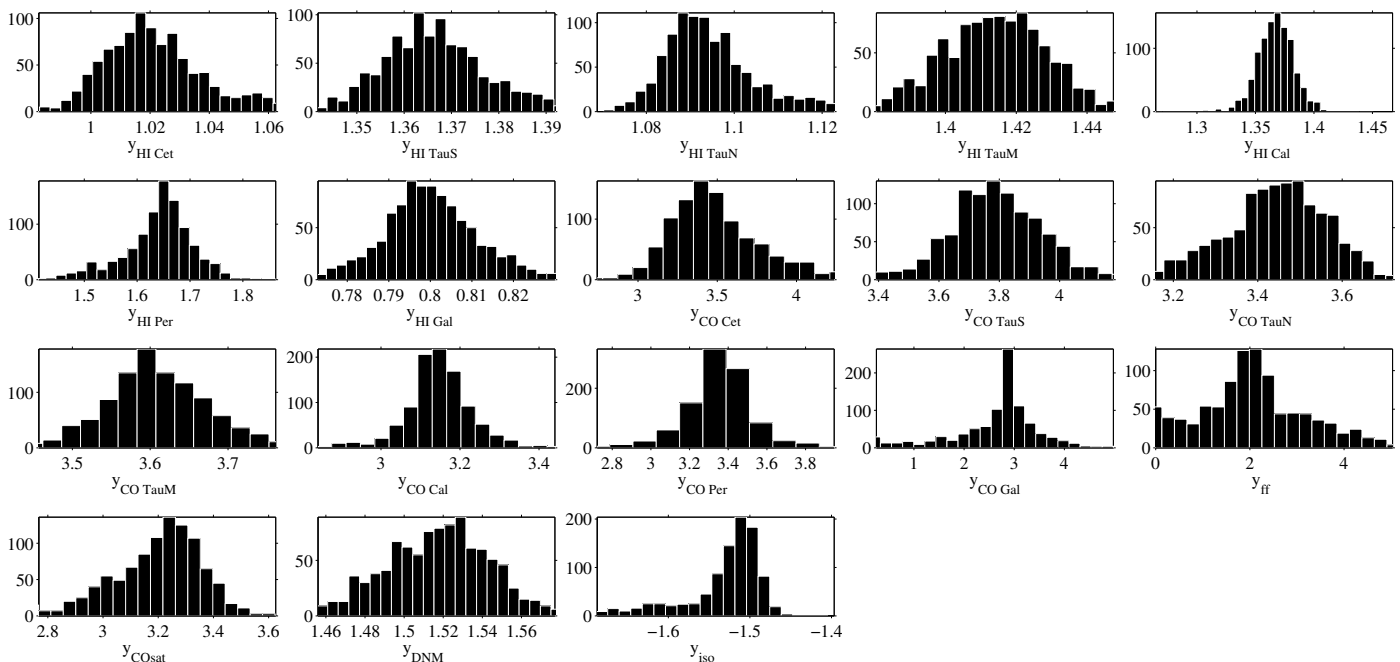 100
50
0
1 1.02 1.04 1.06
y_HI Cet
100
50
0
1.35 1.36 1.37 1.38 1.39
y_HI TauS
100
50
0
1.08 1.1 1.12
y_HI TauN
50
0
1.4 1.42 1.44
y_HI TauM
100
0
1.3 1.35 1.4 1.45
y_HI Cal
100
0
1.5 1.6 1.7 1.8
y_HI Per
50
0
0.78 0.79 0.8 0.81 0.82
y_HI Gal
100
50
0
3 3.5 4
y_CO Cet
100
50
0
3.4 3.6 3.8 4
y_CO TauS
50
0
3.2 3.4 3.6
y_CO TauN
100
0
3.5 3.6 3.7
y_CO TauM
200
100
0
3 3.2 3.4
y_CO Cal
200
0
2.8 3 3.2 3.4 3.6 3.8
y_CO Per
200
100
0
1 2 3 4
y_CO Gal
100
50
0
0 2 4
y_ff
100
50
0
2.8 3 3.2 3.4 3.6
y_COsat
50
0
1.46 1.48 1.5 1.52 1.54 1.56
y_DNM
200
100
0
−1.6 −1.5 −1.4
y_iso